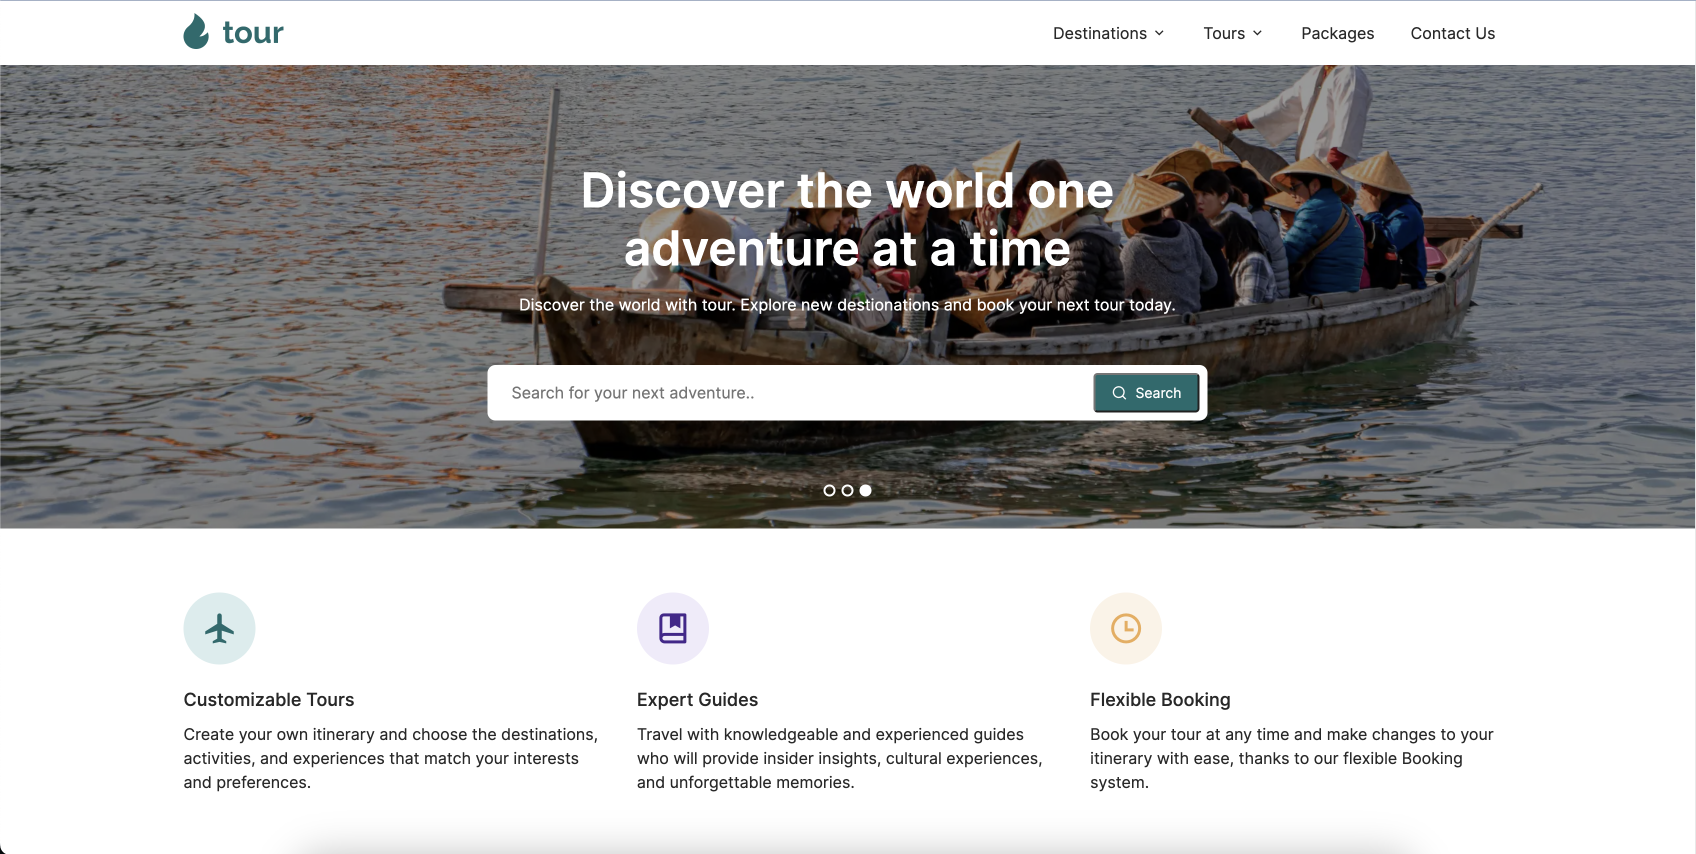 tour
Destinations
Tours
Packages
Contact Us
Discover the world one
adventure at a time
Discover the world with tour. Explore new destionations and book your next tour today.
Search for your next adventure..
Search
Customizable Tours
Create your own itinerary and choose the destinations,
activities, and experiences that match your interests
and preferences.
Expert Guides
Travel with knowledgeable and experienced guides
who will provide insider insights, cultural experiences,
and unforgettable memories.
Flexible Booking
Book your tour at any time and make changes to your
itinerary with ease, thanks to our flexible Booking
system.